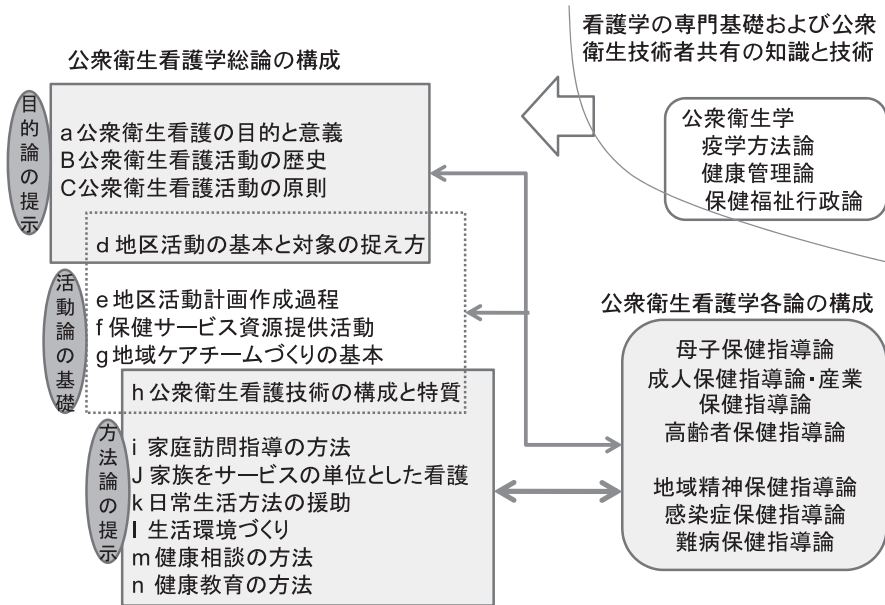 看護学の専門基礎および公衆
衛生技術者共有の知識と技術
公衆衛生学
疫学方法論
健康管理論
保健福祉行政論
公衆衛生看護学総論の構成
目的論の提示
a公衆衛生看護の目的と意義
B公衆衛生看護活動の歴史
C公衆衛生看護活動の原則
d 地区活動の基本と対象の捉え方
活動論の基礎
e地区活動計画作成過程
f 保健サービス資源提供活動
g地域ケアチームづくりの基本
h 公衆衛生看護技術の構成と特質
方法論の提示
i 家庭訪問指導の方法
J 家族をサービスの単位とした看護
k日常生活方法の援助
l 生活環境づくり
m健康相談の方法
n 健康教育の方法
公衆衛生看護学各論の構成
母子保健指導論
成人保健指導論・産業
保健指導論
高齢者保健指導論
地域精神保健指導論
感染症保健指導論
難病保健指導論